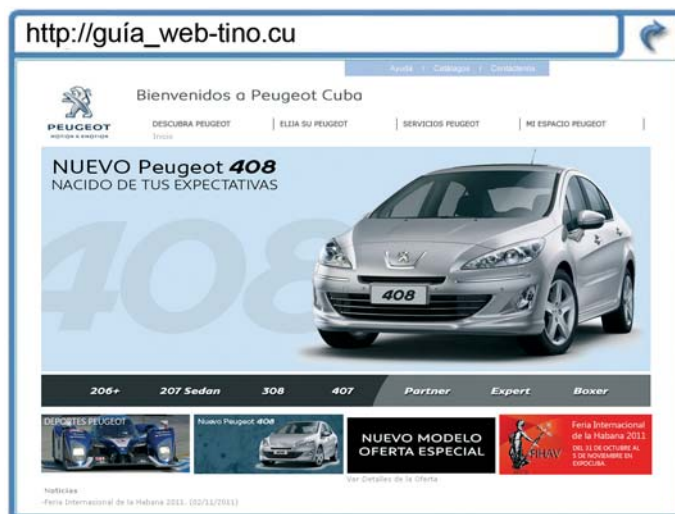 http://guía_web-tino.cu
Ayuda | Catálogos | Contáctenos
Bienvenidos a Peugeot Cuba
PEUGEOT
MOTION & EMOTION
DESCUBRA PEUGEOT | ELIJA SU PEUGEOT | SERVICIOS PEUGEOT | MI ESPACIO PEUGEOT |
Inicio
NUEVO Peugeot 408
NACIDO DE TUS EXPECTATIVAS
408
408
206+ 207 Sedan 308 407 Partner Expert Boxer
DEPORTES PEUGEOT
Nuevo Peugeot 408
NUEVO MODELO
OFERTA ESPECIAL
FIHAV
Feria Internacional
de la Habana 2011
DEL 31 DE OCTUBRE AL
5 DE NOVIEMBRE EN
EXPOCUBA.
Ver Detalles de la Oferta
Noticias
-Feria Internacional de la Habana 2011. (02/11/2011)